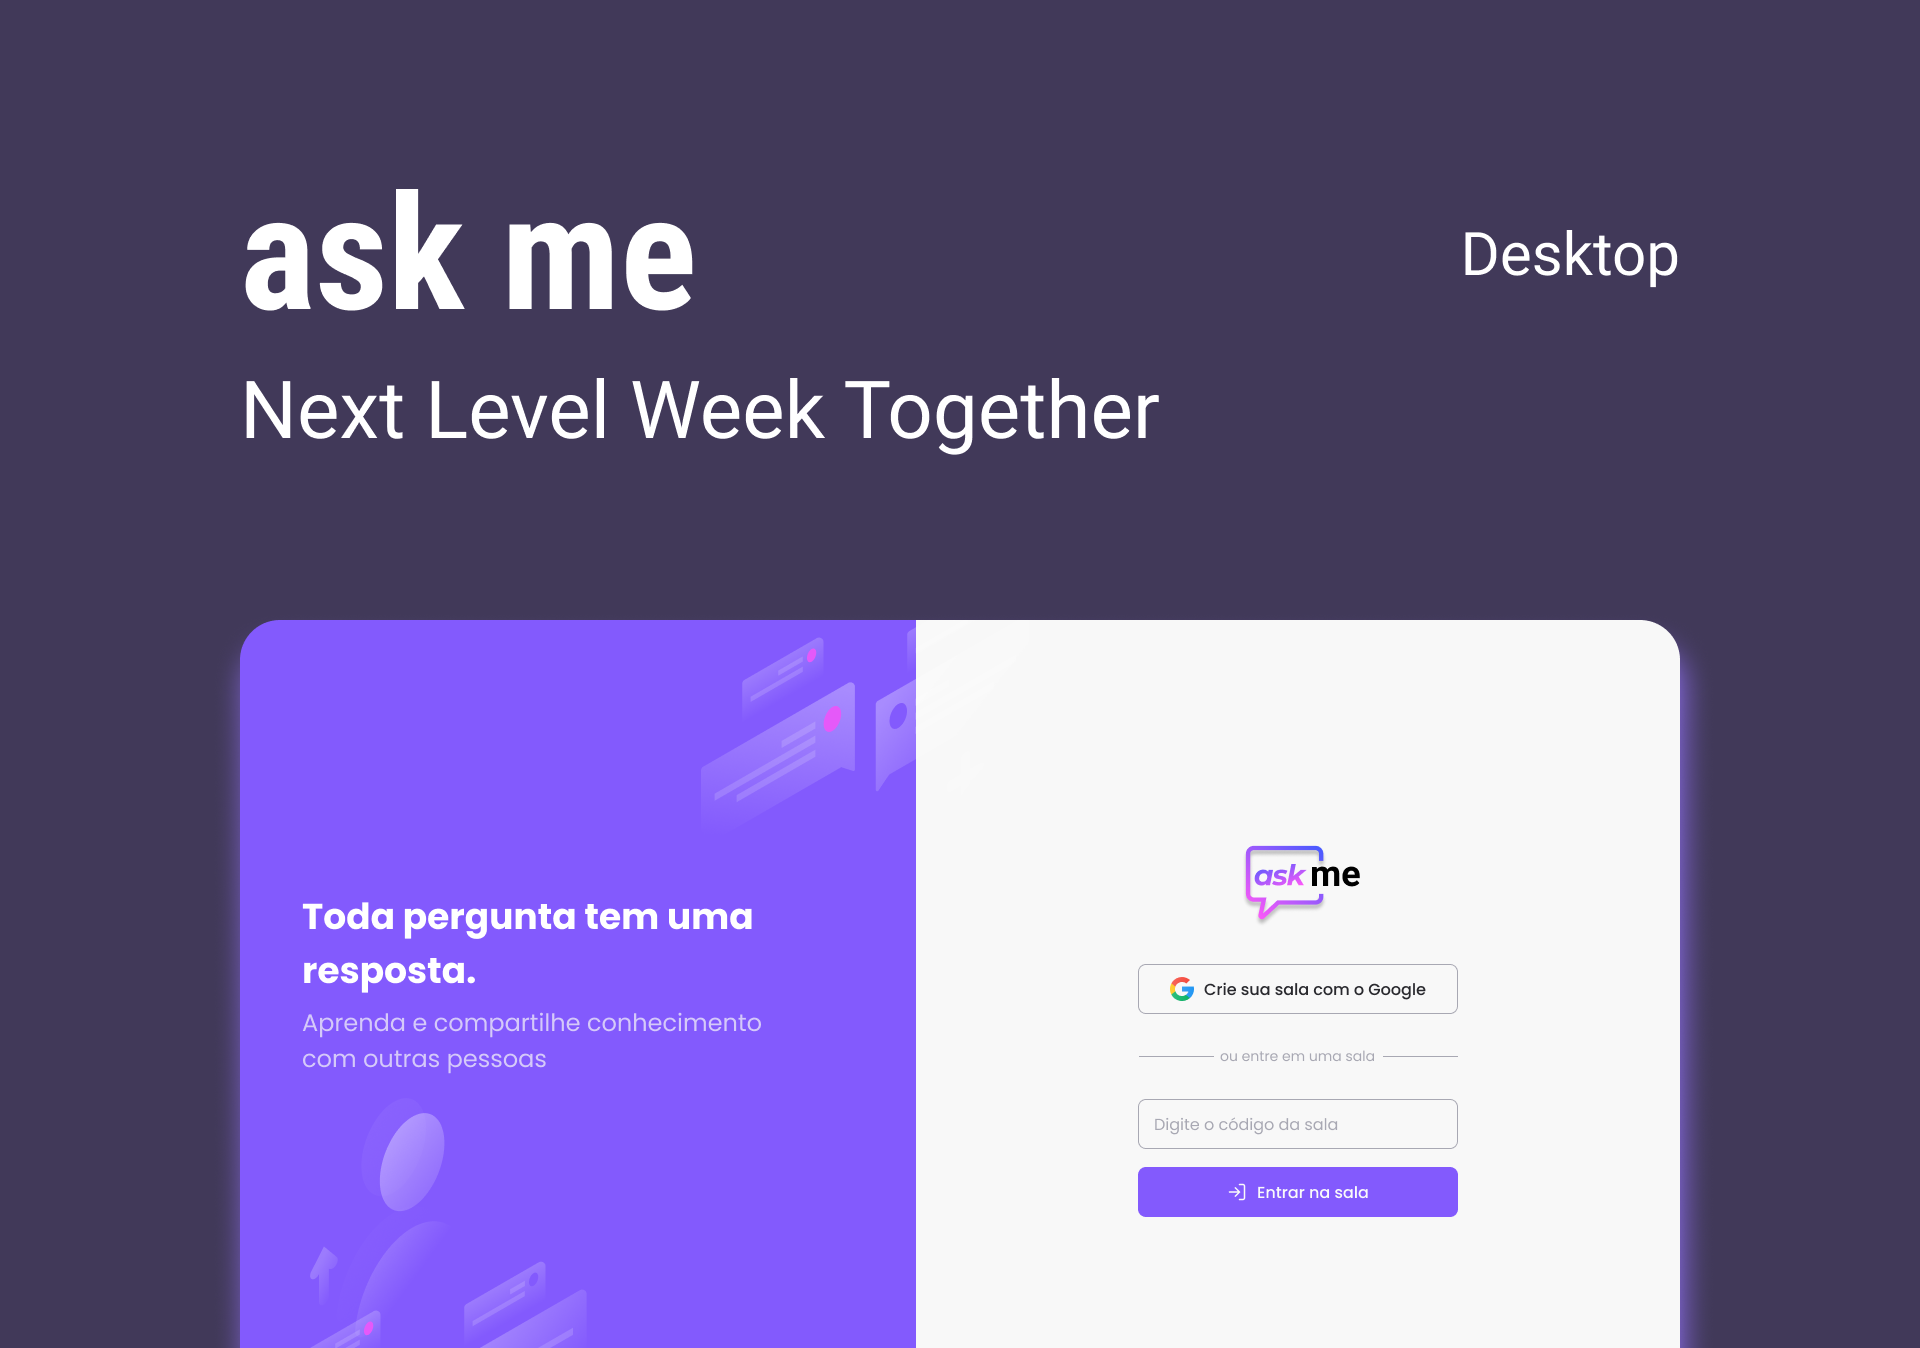 ask me
Desktop
Next Level Week Together
Toda pergunta tem uma
resposta.
Aprenda e compartilhe conhecimento
com outras pessoas
ask me
Crie sua sala com o Google
ou entre em uma sala
Digite o código da sala
Entrar na sala